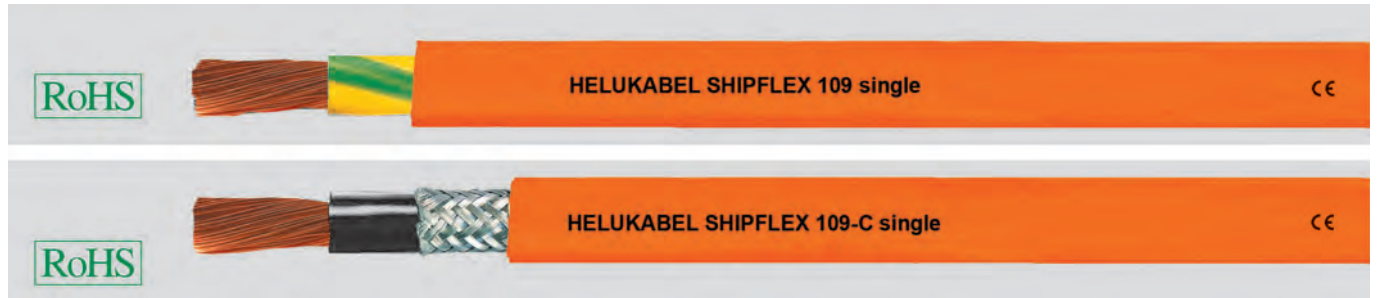 RoHS
HELUKABEL SHIPFLEX 109 single
CE
RoHS
HELUKABEL SHIPFLEX 109-C single
CE